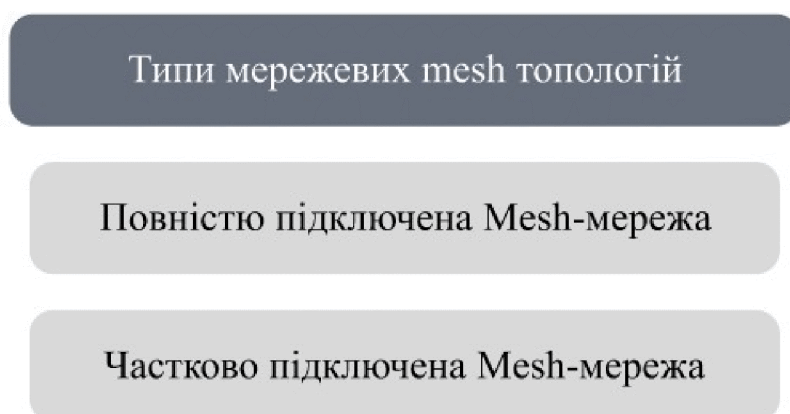 Типи мережевих mesh топологій
Повністю підключена Mesh-мережа
Частково підключена Mesh-мережа